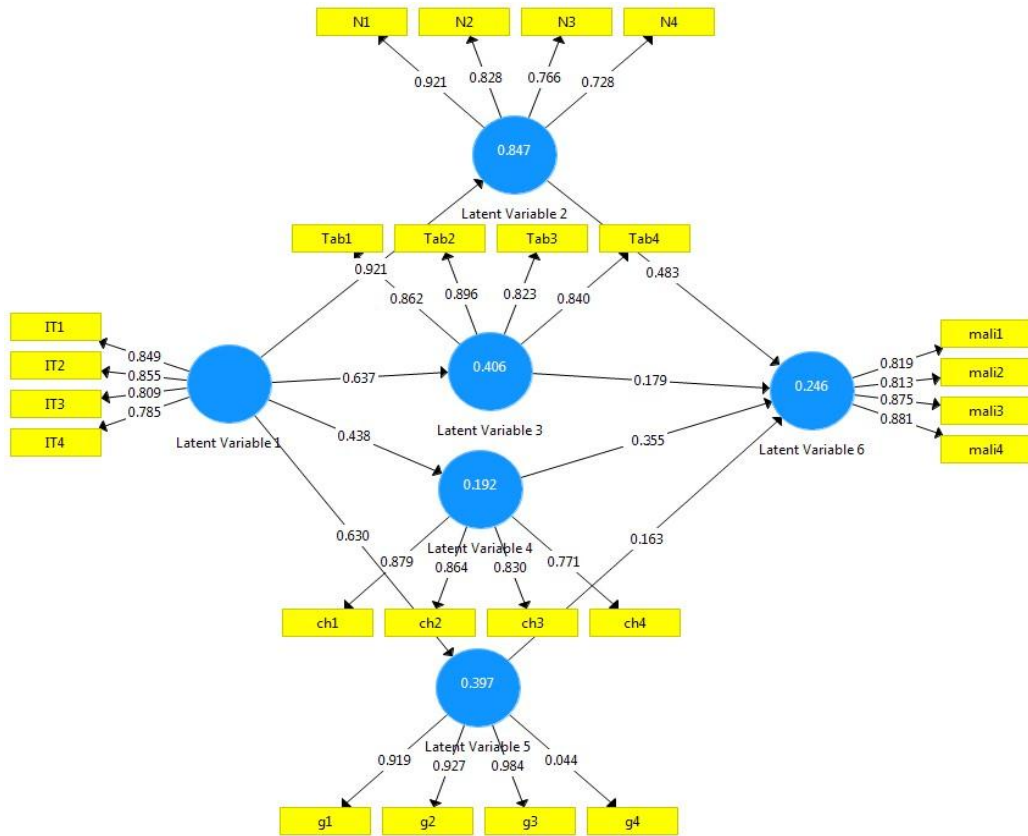 N1 N2 N3 N4
0.921 0.828 0.766 0.728
0.847
Latent Variable 2
Tab1 Tab2 Tab3 Tab4
0.921 0.862 0.896 0.823 0.840 0.483
IT1
IT2
IT3
IT4
0.849
0.855
0.809
0.785
Latent Variable 1
0.637
0.406
Latent Variable 3
0.179
0.438
0.192
Latent Variable 4
0.355
0.246
Latent Variable 6
0.819
0.813
0.875
0.881
mali1
mali2
mali3
mali4
0.630
0.163
0.879 0.864 0.830 0.771
ch1 ch2 ch3 ch4
0.397
Latent Variable 5
0.919 0.927 0.984 0.044
g1 g2 g3 g4